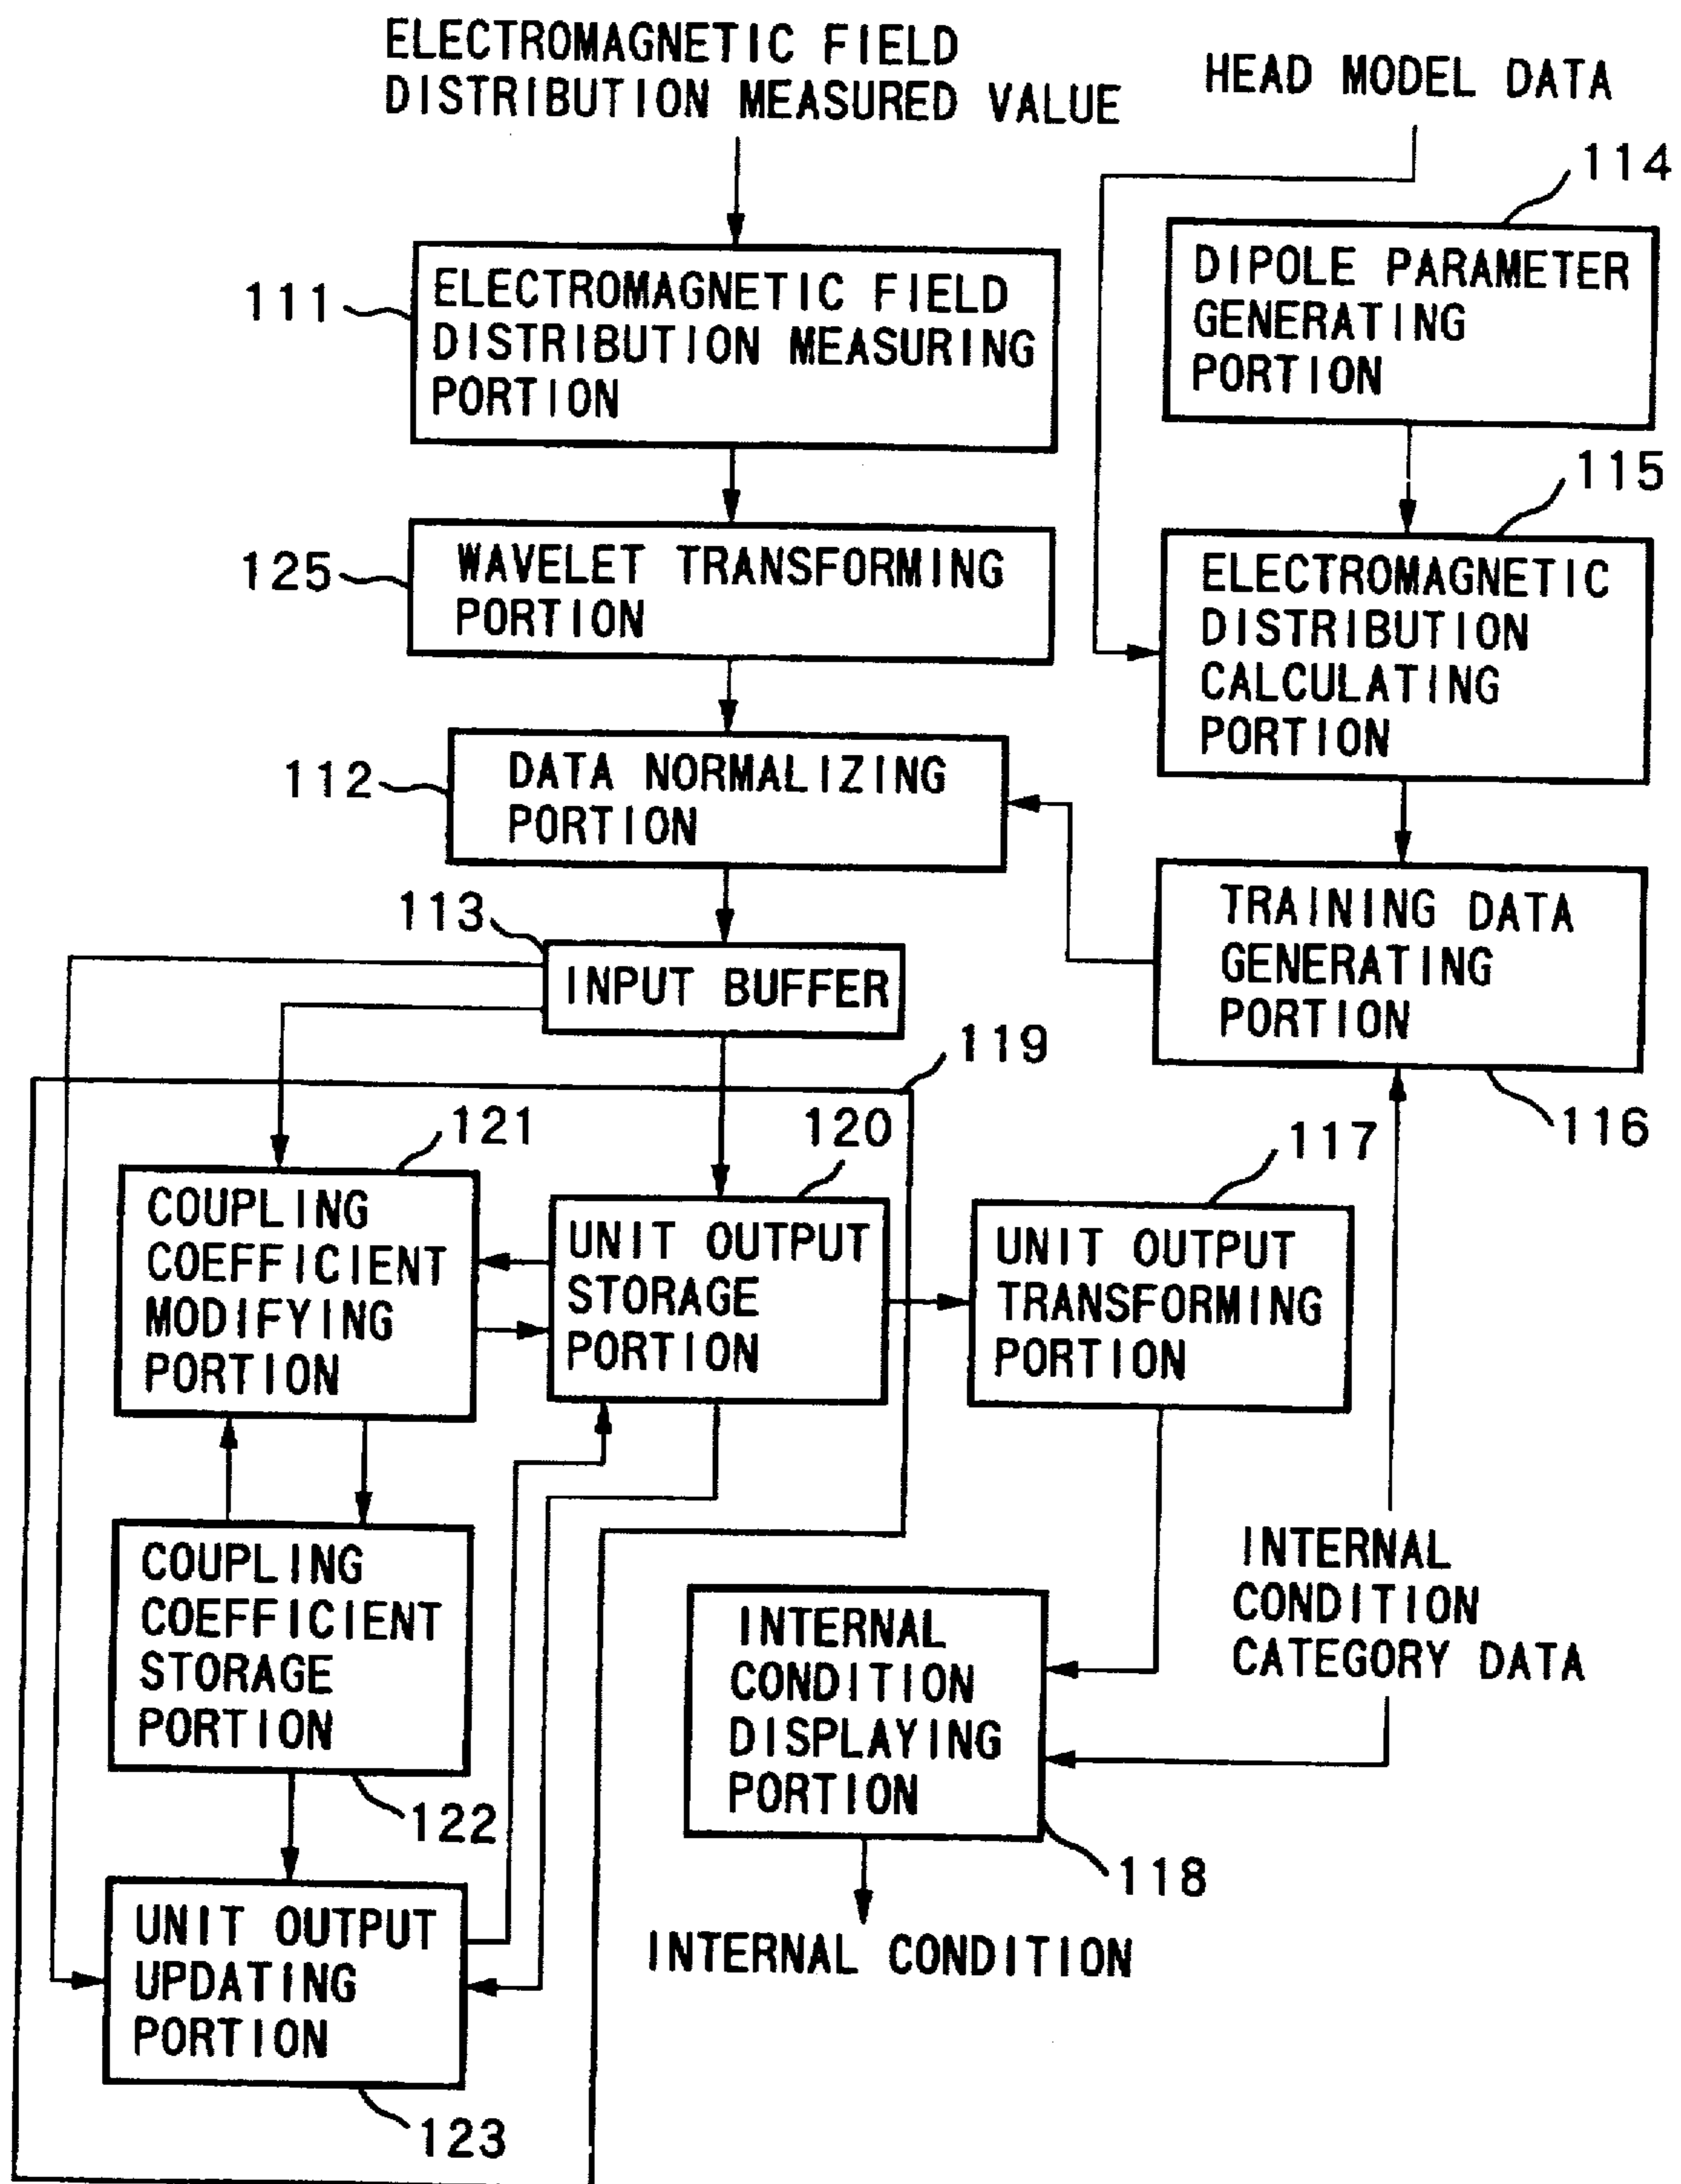 ELECTROMAGNETIC FIELD
DISTRIBUTION MEASURED VALUE
HEAD MODEL DATA
114
DIPOLE PARAMETER
GENERATING
PORTION
111
ELECTROMAGNETIC FIELD
DISTRIBUTION MEASURING
PORTION
115
125
WAVELET TRANSFORMING
PORTION
ELECTROMAGNETIC
DISTRIBUTION
CALCULATING
PORTION
112
DATA NORMALIZING
PORTION
113
INPUT BUFFER
TRAINING DATA
GENERATING
PORTION
119
116
121
120
117
COUPLING
COEFFICIENT
MODIFYING
PORTION
UNIT OUTPUT
STORAGE
PORTION
UNIT OUTPUT
TRANSFORMING
PORTION
COUPLING
COEFFICIENT
STORAGE
PORTION
122
INTERNAL
CONDITION
CATEGORY DATA
INTERNAL
CONDITION
DISPLAYING
PORTION
118
UNIT OUTPUT
UPDATING
PORTION
123
INTERNAL CONDITION